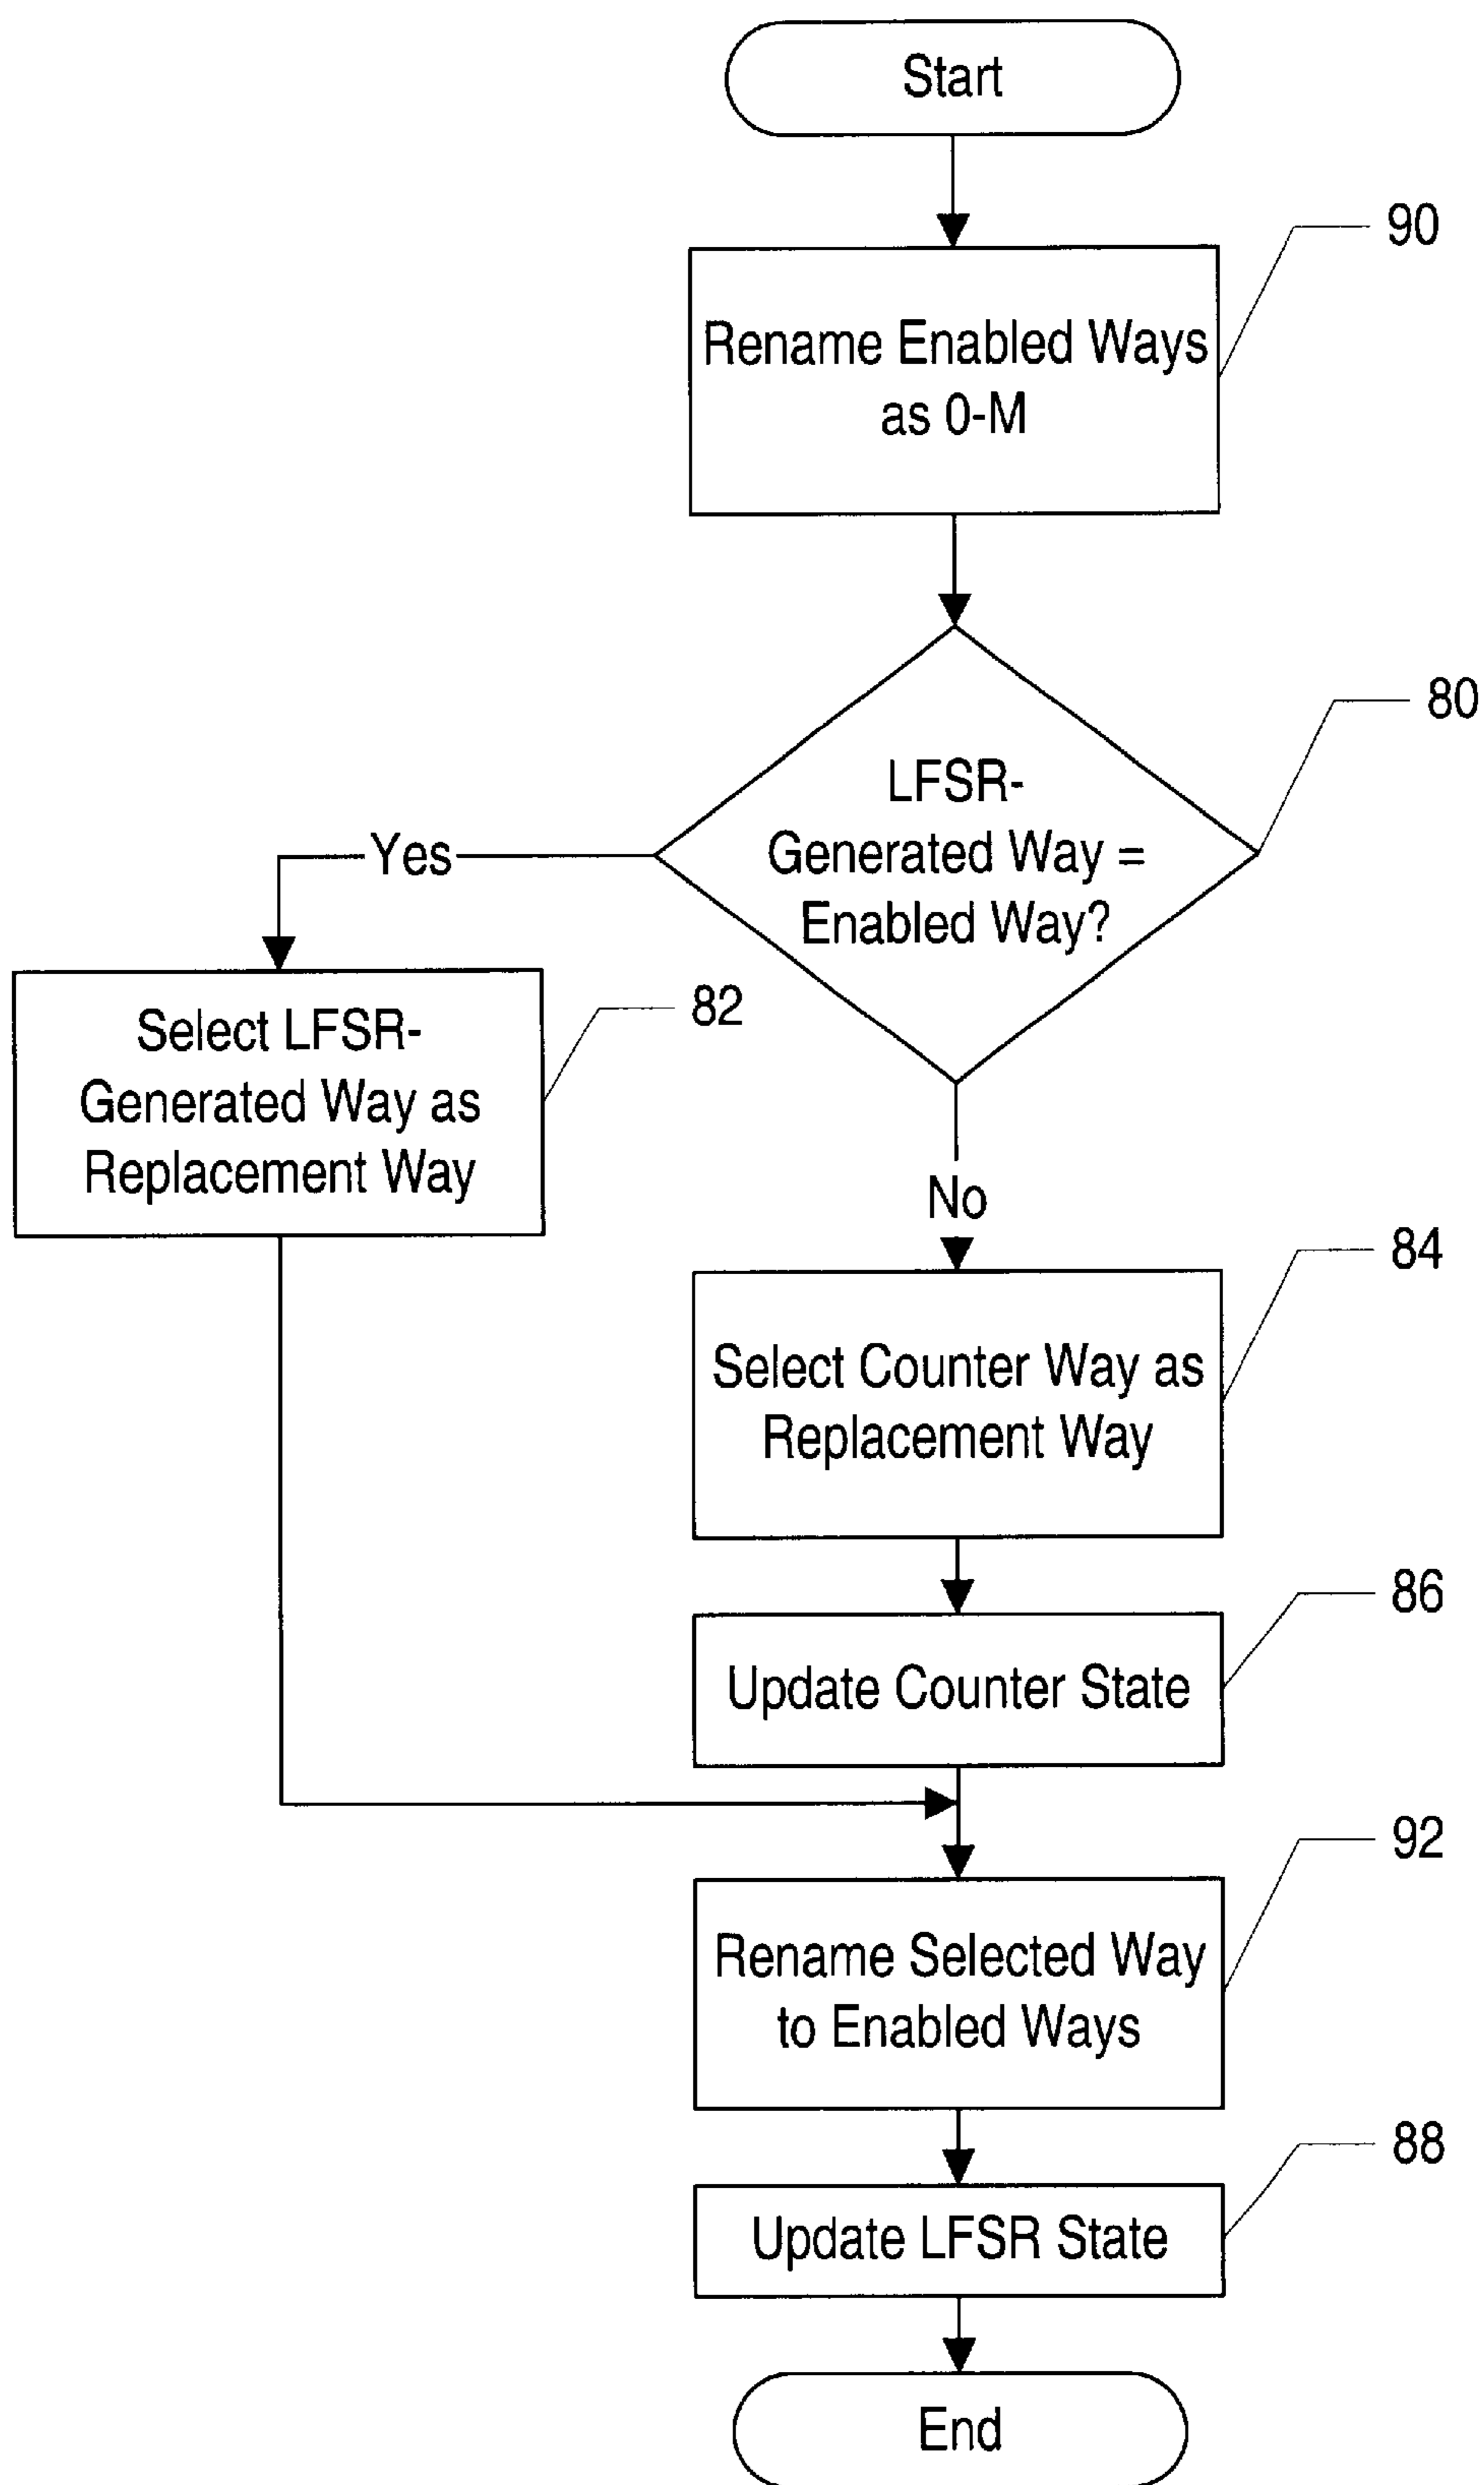 Start
90
Rename Enabled Ways
as 0-M
80
LFSR-
Generated Way =
Enabled Way?
Yes
82
Select LFSR-
Generated Way as
Replacement Way
No
84
Select Counter Way as
Replacement Way
86
Update Counter State
92
Rename Selected Way
to Enabled Ways
88
Update LFSR State
End